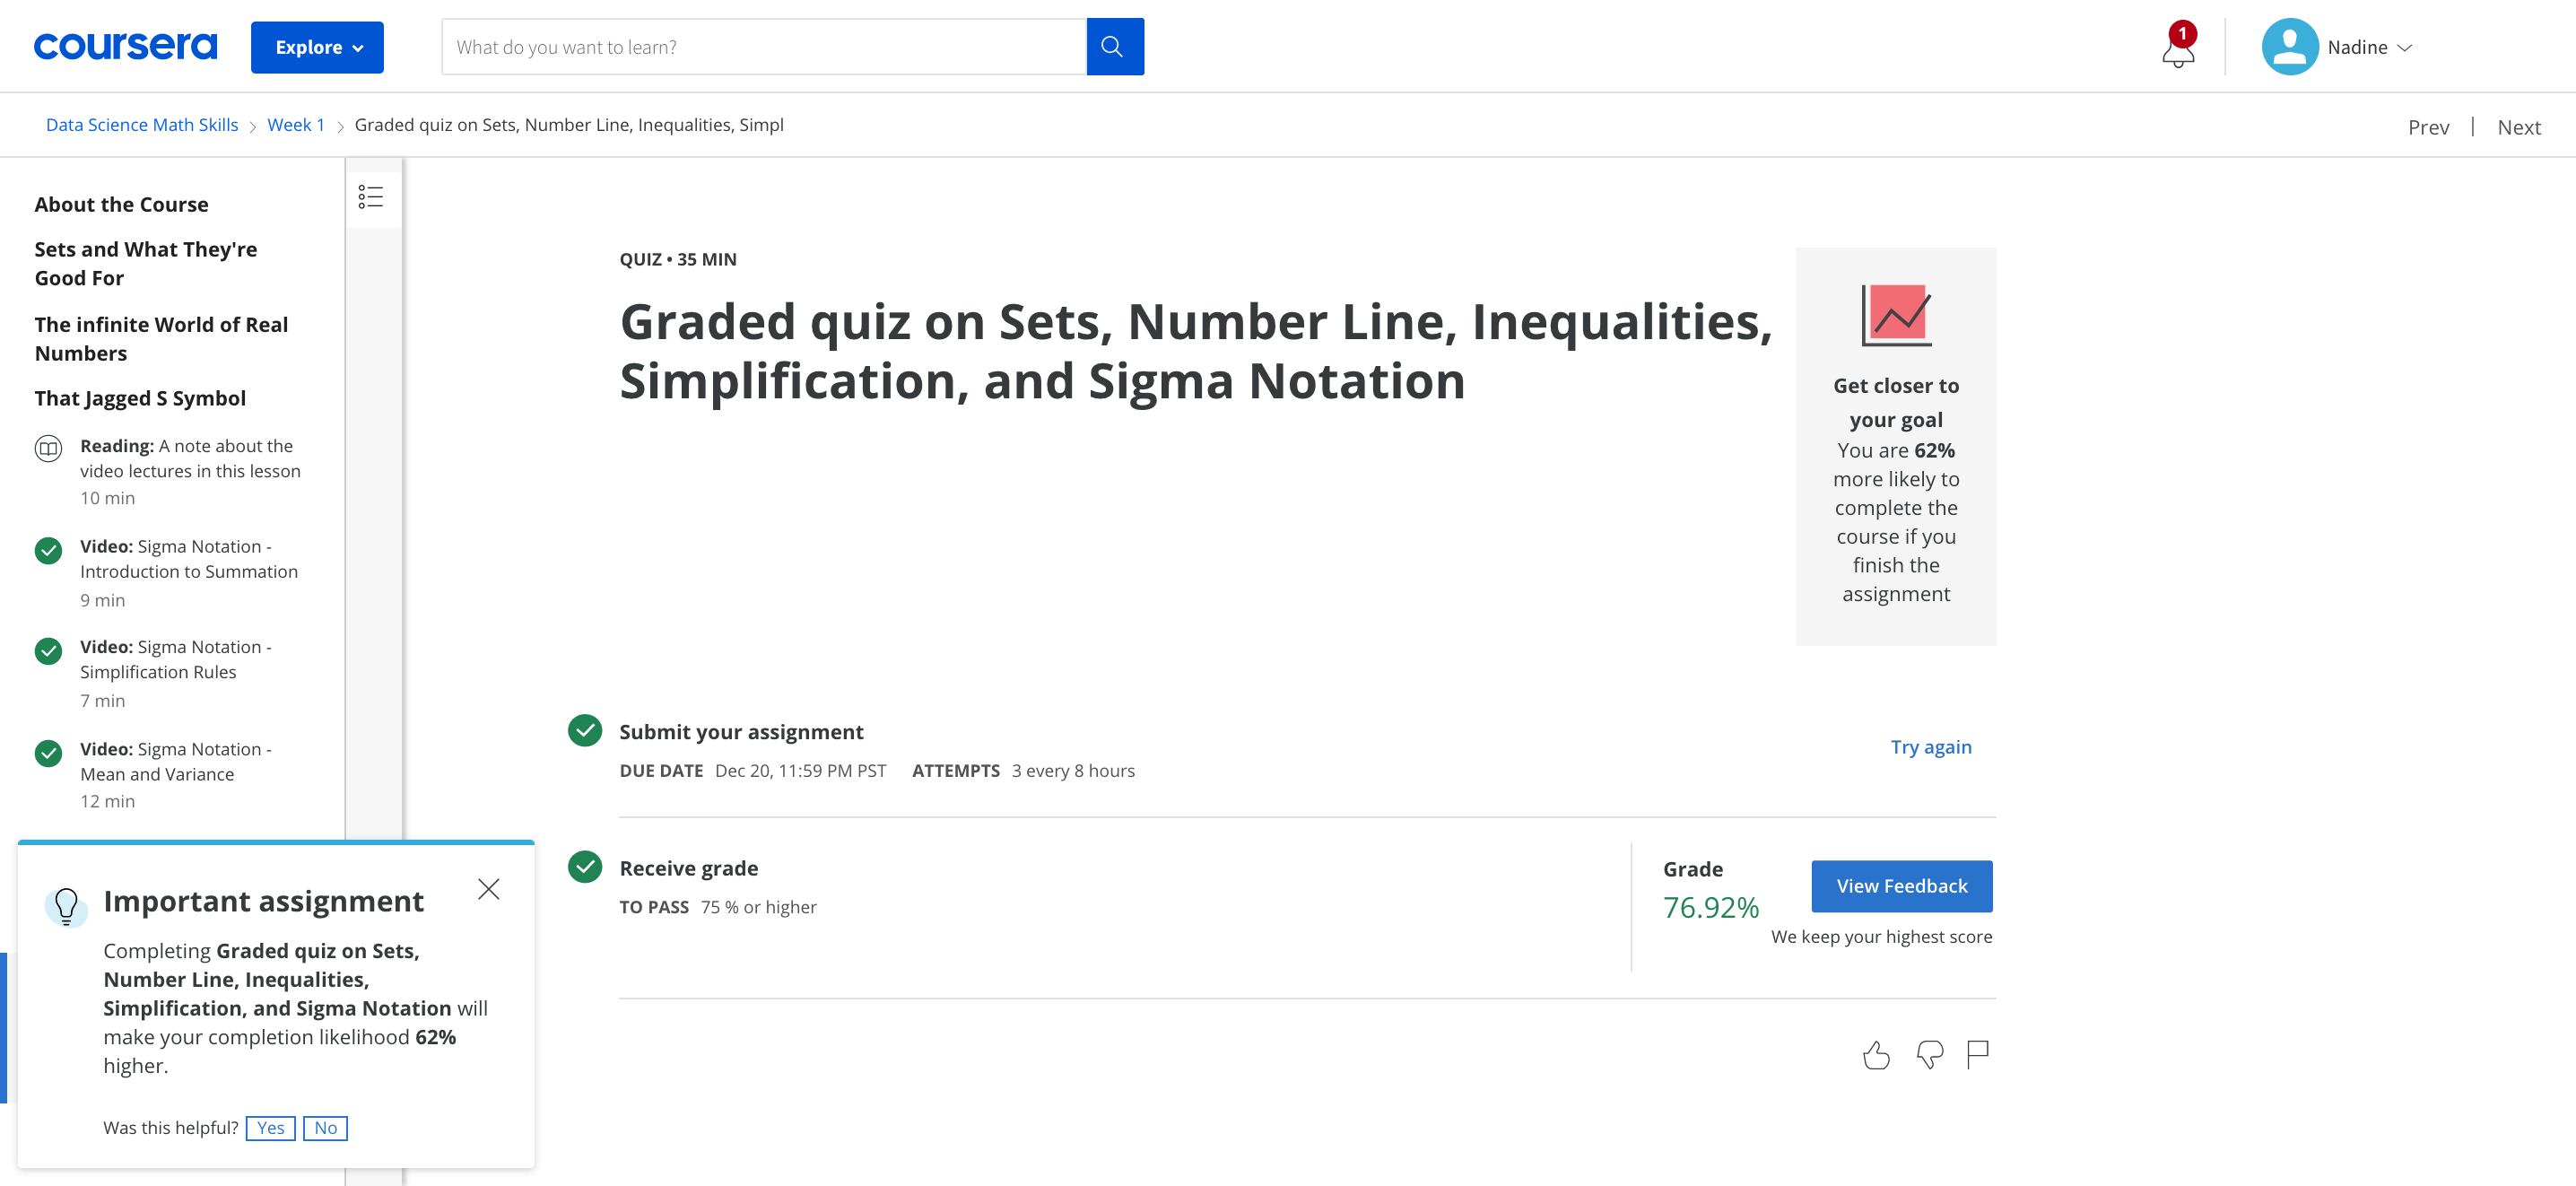 coursera
Explore
What do you want to learn?
1
Nadine
Data Science Math Skills
Week 1
Graded quiz on Sets, Number Line, Inequalities, Simpl
Prev | Next
About the Course
Sets and What They're
Good For
The infinite World of Real
Numbers
That Jagged S Symbol
Reading: A note about the
video lectures in this lesson
10 min
Video: Sigma Notation -
Introduction to Summation
9 min
Video: Sigma Notation -
Simplification Rules
7 min
Video: Sigma Notation -
Mean and Variance
12 min
Important assignment
Completing Graded quiz on Sets,
Number Line, Inequalities,
Simplification, and Sigma Notation will
make your completion likelihood 62%
higher.
Was this helpful? Yes No
QUIZ • 35 MIN
Graded quiz on Sets, Number Line, Inequalities,
Simplification, and Sigma Notation
Get closer to
your goal
You are 62%
more likely to
complete the
course if you
finish the
assignment
Submit your assignment
DUE DATE Dec 20, 11:59 PM PST ATTEMPTS 3 every 8 hours
Try again
Receive grade
TO PASS 75 % or higher
Grade
76.92%
View Feedback
We keep your highest score